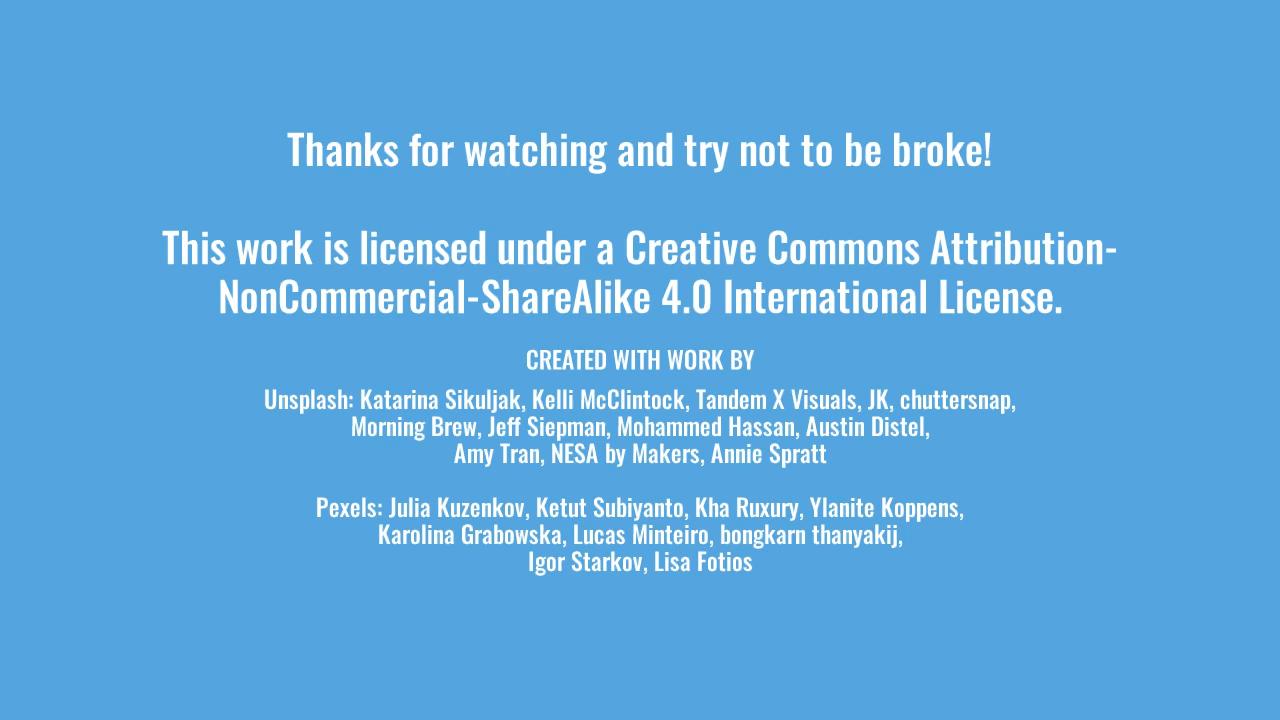 Thanks for watching and try not to be broke!
This work is licensed under a Creative Commons Attribution-
NonCommercial-ShareAlike 4.0 International License.
CREATED WITH WORK BY
Unsplash: Katarina Sikuljak, Kelli McClintock, Tandem X Visuals, JK, chuttersnap,
Morning Brew, Jeff Siepman, Mohammed Hassan, Austin Distel,
Amy Tran, NESA by Makers, Annie Spratt
Pexels: Julia Kuzenkov, Ketut Subiyanto, Kha Ruxury, Ylanite Koppens,
Karolina Grabowska, Lucas Minteiro, bongkarn thanyakij,
Igor Starkov, Lisa Fotios